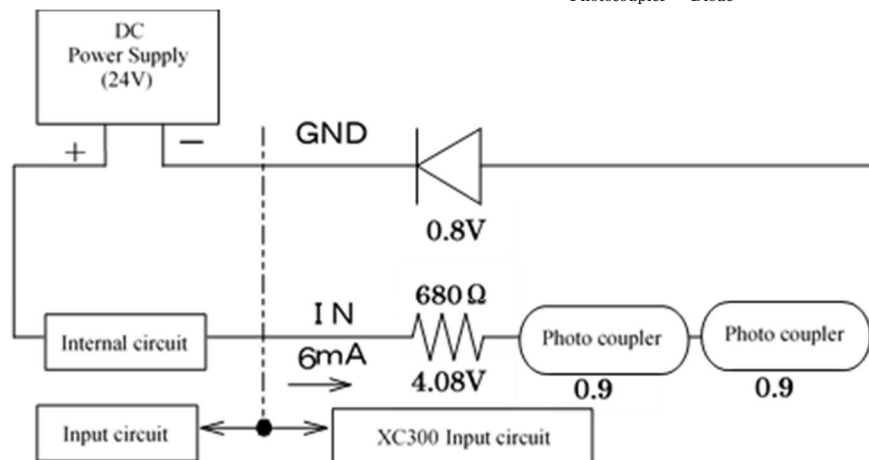 Photocoupler Diode
DC
Power Supply
(24V)
+
−
GND
0.8V
680Ω
IN
6mA
4.08V
Internal circuit
Photo coupler
0.9
Photo coupler
0.9
Input circuit
XC300 Input circuit